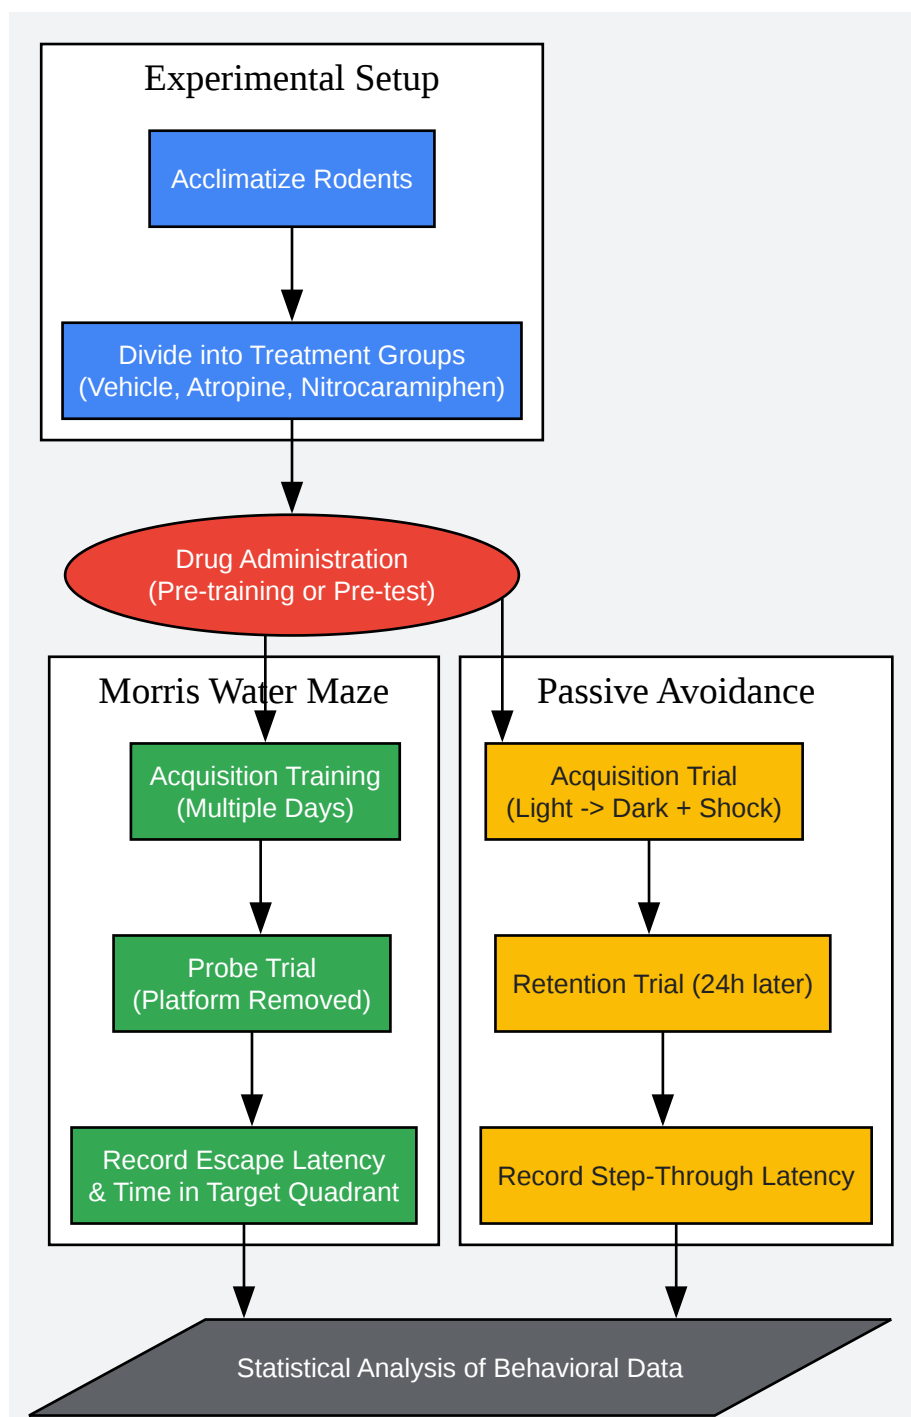 Experimental Setup
Acclimatize Rodents
Divide into Treatment Groups
(Vehicle, Atropine, Nitrocaramiphen)
Drug Administration
(Pre-training or Pre-test)
Morris Water Maze
Acquisition Training
(Multiple Days)
Probe Trial
(Platform Removed)
Record Escape Latency
& Time in Target Quadrant
Passive Avoidance
Acquisition Trial
(Light -> Dark + Shock)
Retention Trial (24h later)
Record Step-Through Latency
Statistical Analysis of Behavioral Data